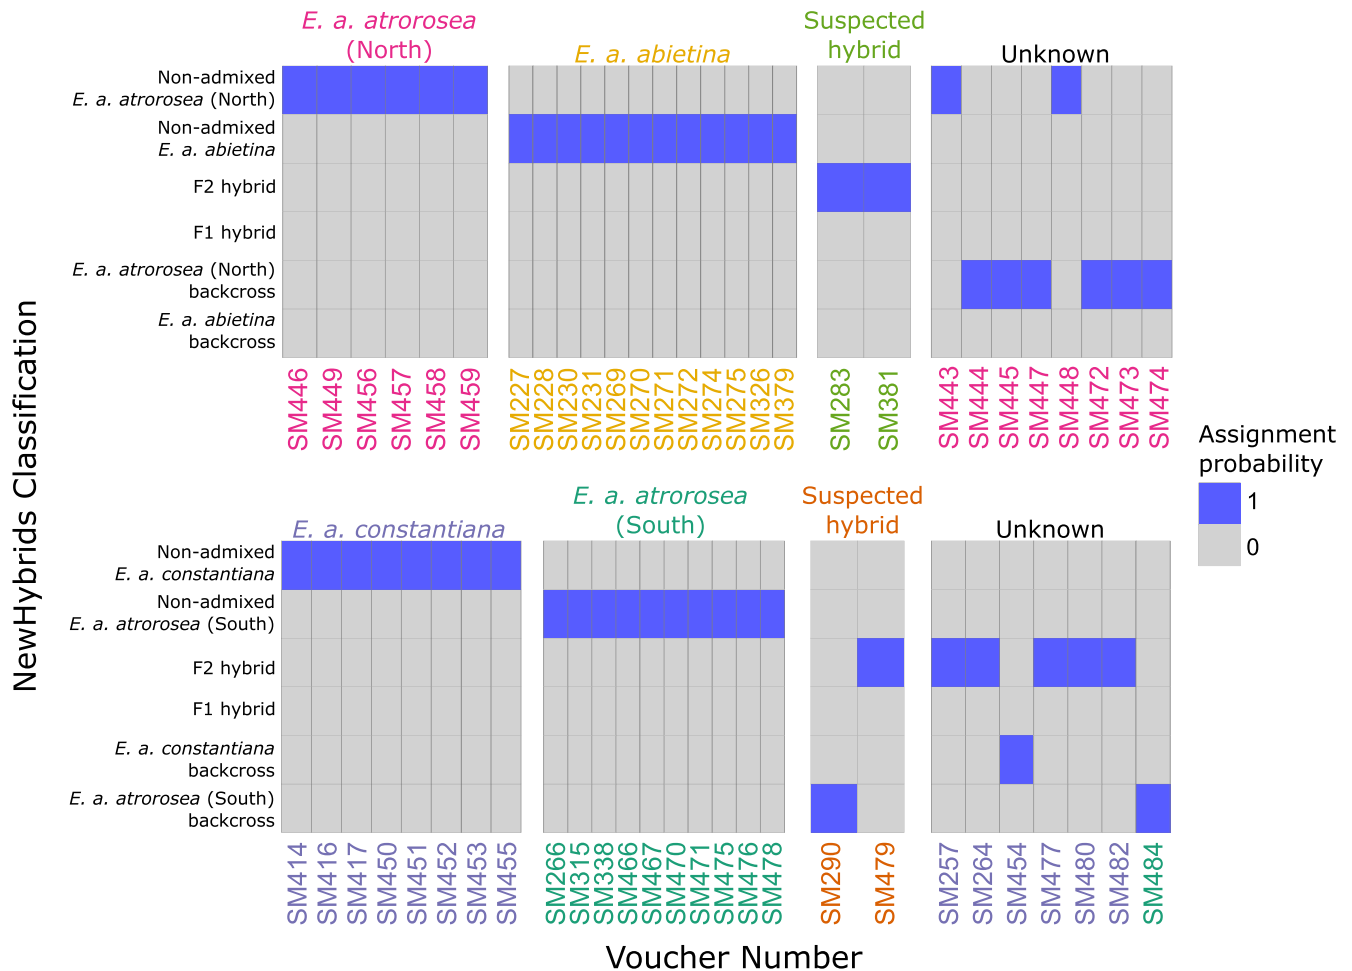 E. a. atrorosea
(North)
E. a. abietina
Suspected
hybrid
Unknown
Non-admixed
E. a. atrorosea (North)
Non-admixed
E. a. abietina
F2 hybrid
F1 hybrid
E. a. atrorosea (North)
backcross
E. a. abietina
backcross
SM446
SM449
SM456
SM457
SM458
SM459
SM227
SM228
SM230
SM231
SM269
SM270
SM271
SM272
SM274
SM275
SM326
SM379
SM283
SM381
SM443
SM444
SM445
SM447
SM448
SM472
SM473
SM474
NewHybrids Classification
Assignment
probability
1
0
E. a. constantiana
E. a. atrorosea
(South)
Suspected
hybrid
Unknown
Non-admixed
E. a. constantiana
Non-admixed
E. a. atrorosea (South)
F2 hybrid
F1 hybrid
E. a. constantiana
backcross
E. a. atrorosea (South)
backcross
SM414
SM416
SM417
SM450
SM451
SM452
SM453
SM455
SM266
SM315
SM338
SM466
SM467
SM470
SM471
SM475
SM476
SM478
SM290
SM479
SM257
SM264
SM454
SM477
SM480
SM482
SM484
Voucher Number